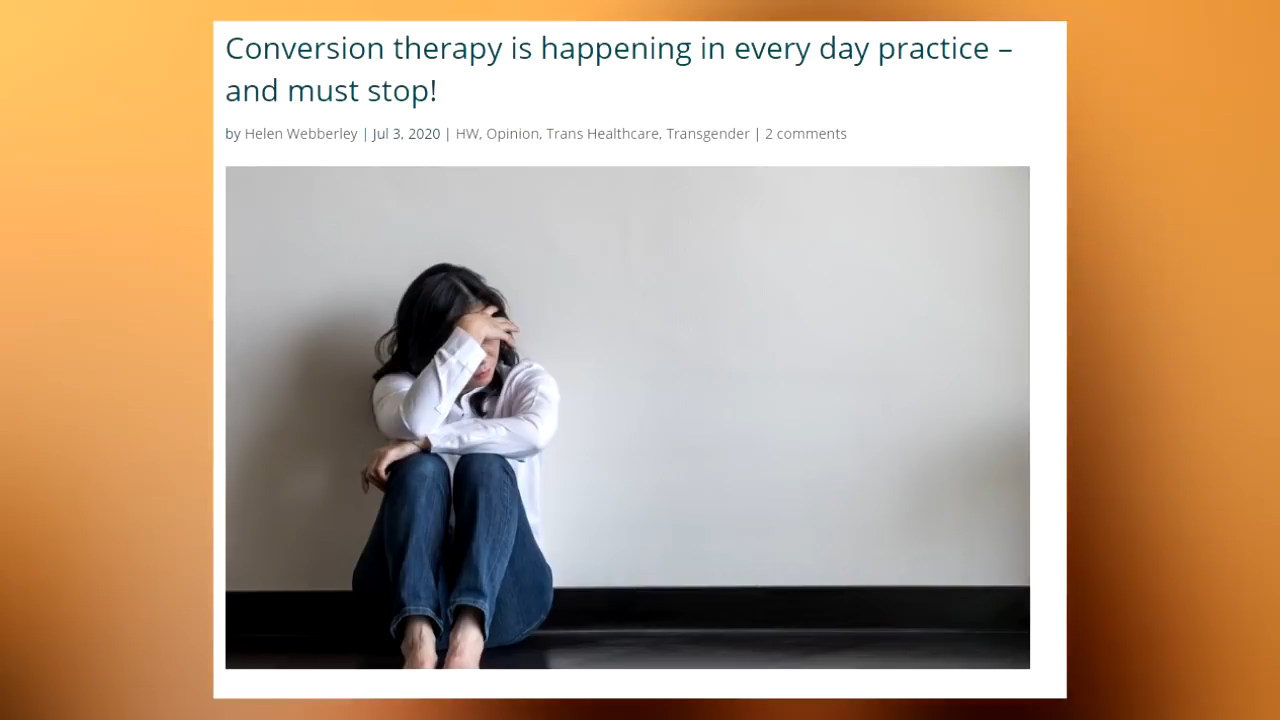 Conversion therapy is happening in every day practice –
and must stop!
by Helen Webberley | Jul 3, 2020 | HW, Opinion, Trans Healthcare, Transgender | 2 comments